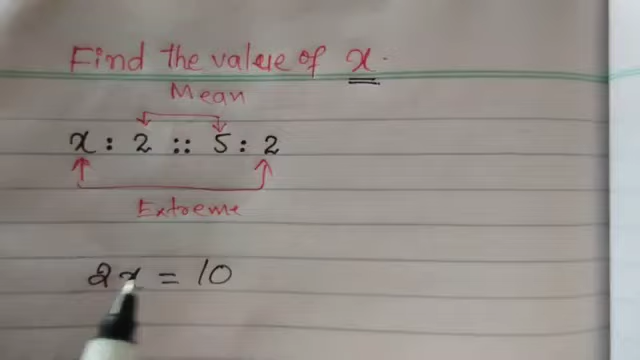 Find the value of x.
Mean
x : 2 :: 5 : 2
Extreme
2x = 10